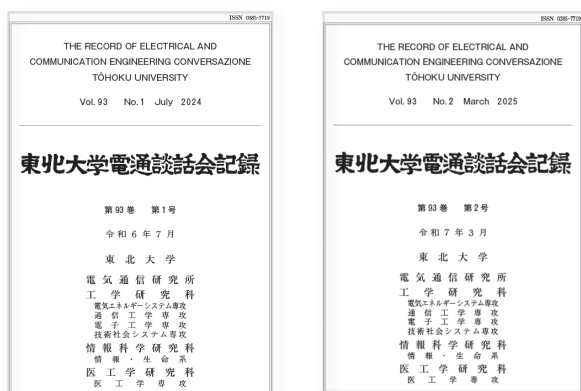 ISSN 0385-7719
THE RECORD OF ELECTRICAL AND
COMMUNICATION ENGINEERING CONVERSAZIONE
TÔHOKU UNIVERSITY
Vol. 93 No. 1 July 2024
東北大学電通談話会記録
第93巻 第1号
令和6年7月
東北大学
電気通信研究所
工学研究科
電気エネルギーシステム専攻
通信工学専攻
電子工学専攻
技術社会システム専攻
情報科学研究科
情報・生命系
医工学研究科
医工学専攻
ISSN 0385-7719
THE RECORD OF ELECTRICAL AND
COMMUNICATION ENGINEERING CONVERSAZIONE
TÔHOKU UNIVERSITY
Vol. 93 No. 2 March 2025
東北大学電通談話会記録
第93巻 第2号
令和7年3月
東北大学
電気通信研究所
工学研究科
電気エネルギーシステム専攻
通信工学専攻
電子工学専攻
技術社会システム専攻
情報科学研究科
情報・生命系
医工学研究科
医工学専攻